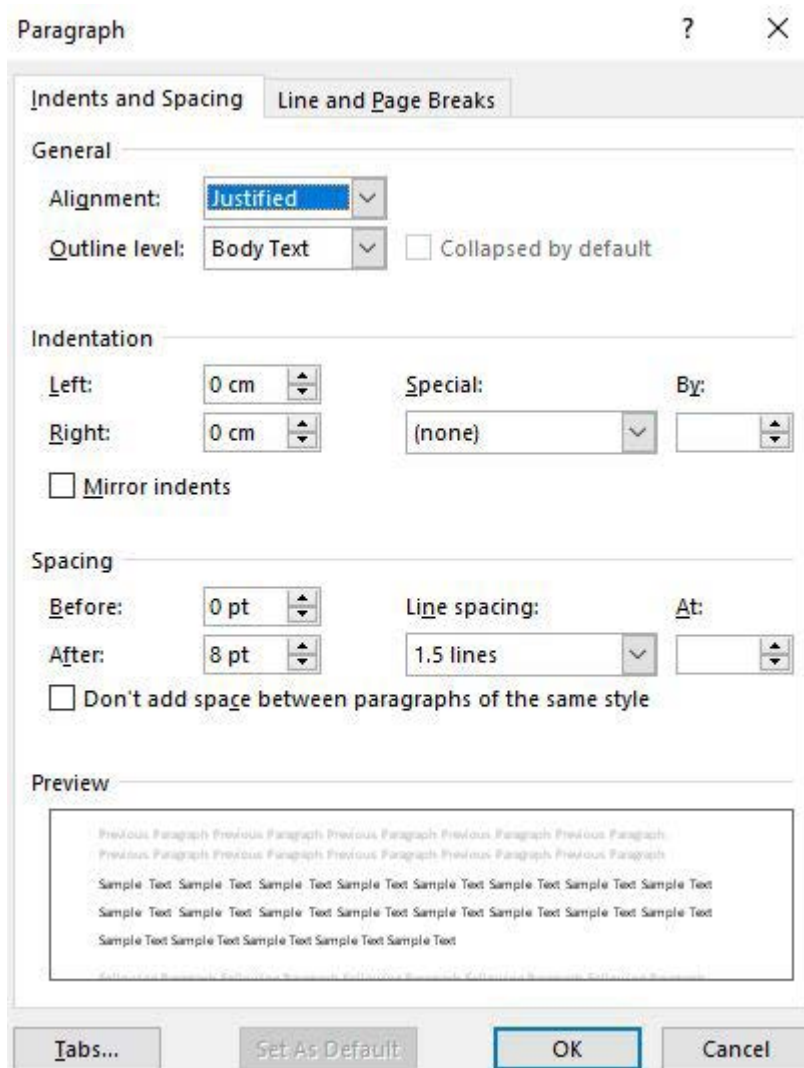 Paragraph ?
Indents and Spacing Line and Page Breaks
General
Alignment: Justified
Outline level: Body Text Collapsed by default
Indentation
Left: 0 cm Special: By:
Right: 0 cm (none)
Mirror indents
Spacing
Before: 0 pt Line spacing: At:
After: 8 pt 1.5 lines
Don't add space between paragraphs of the same style
Preview
Previous Paragraph Previous Paragraph Previous Paragraph Previous Paragraph Previous Paragraph
Previous Paragraph Previous Paragraph Previous Paragraph Previous Paragraph Previous Paragraph
Sample Text Sample Text Sample Text Sample Text Sample Text Sample Text Sample Text Sample Text
Sample Text Sample Text Sample Text Sample Text Sample Text Sample Text Sample Text Sample Text
Sample Text Sample Text Sample Text Sample Text Sample Text
Tabs... Set As Default OK Cancel